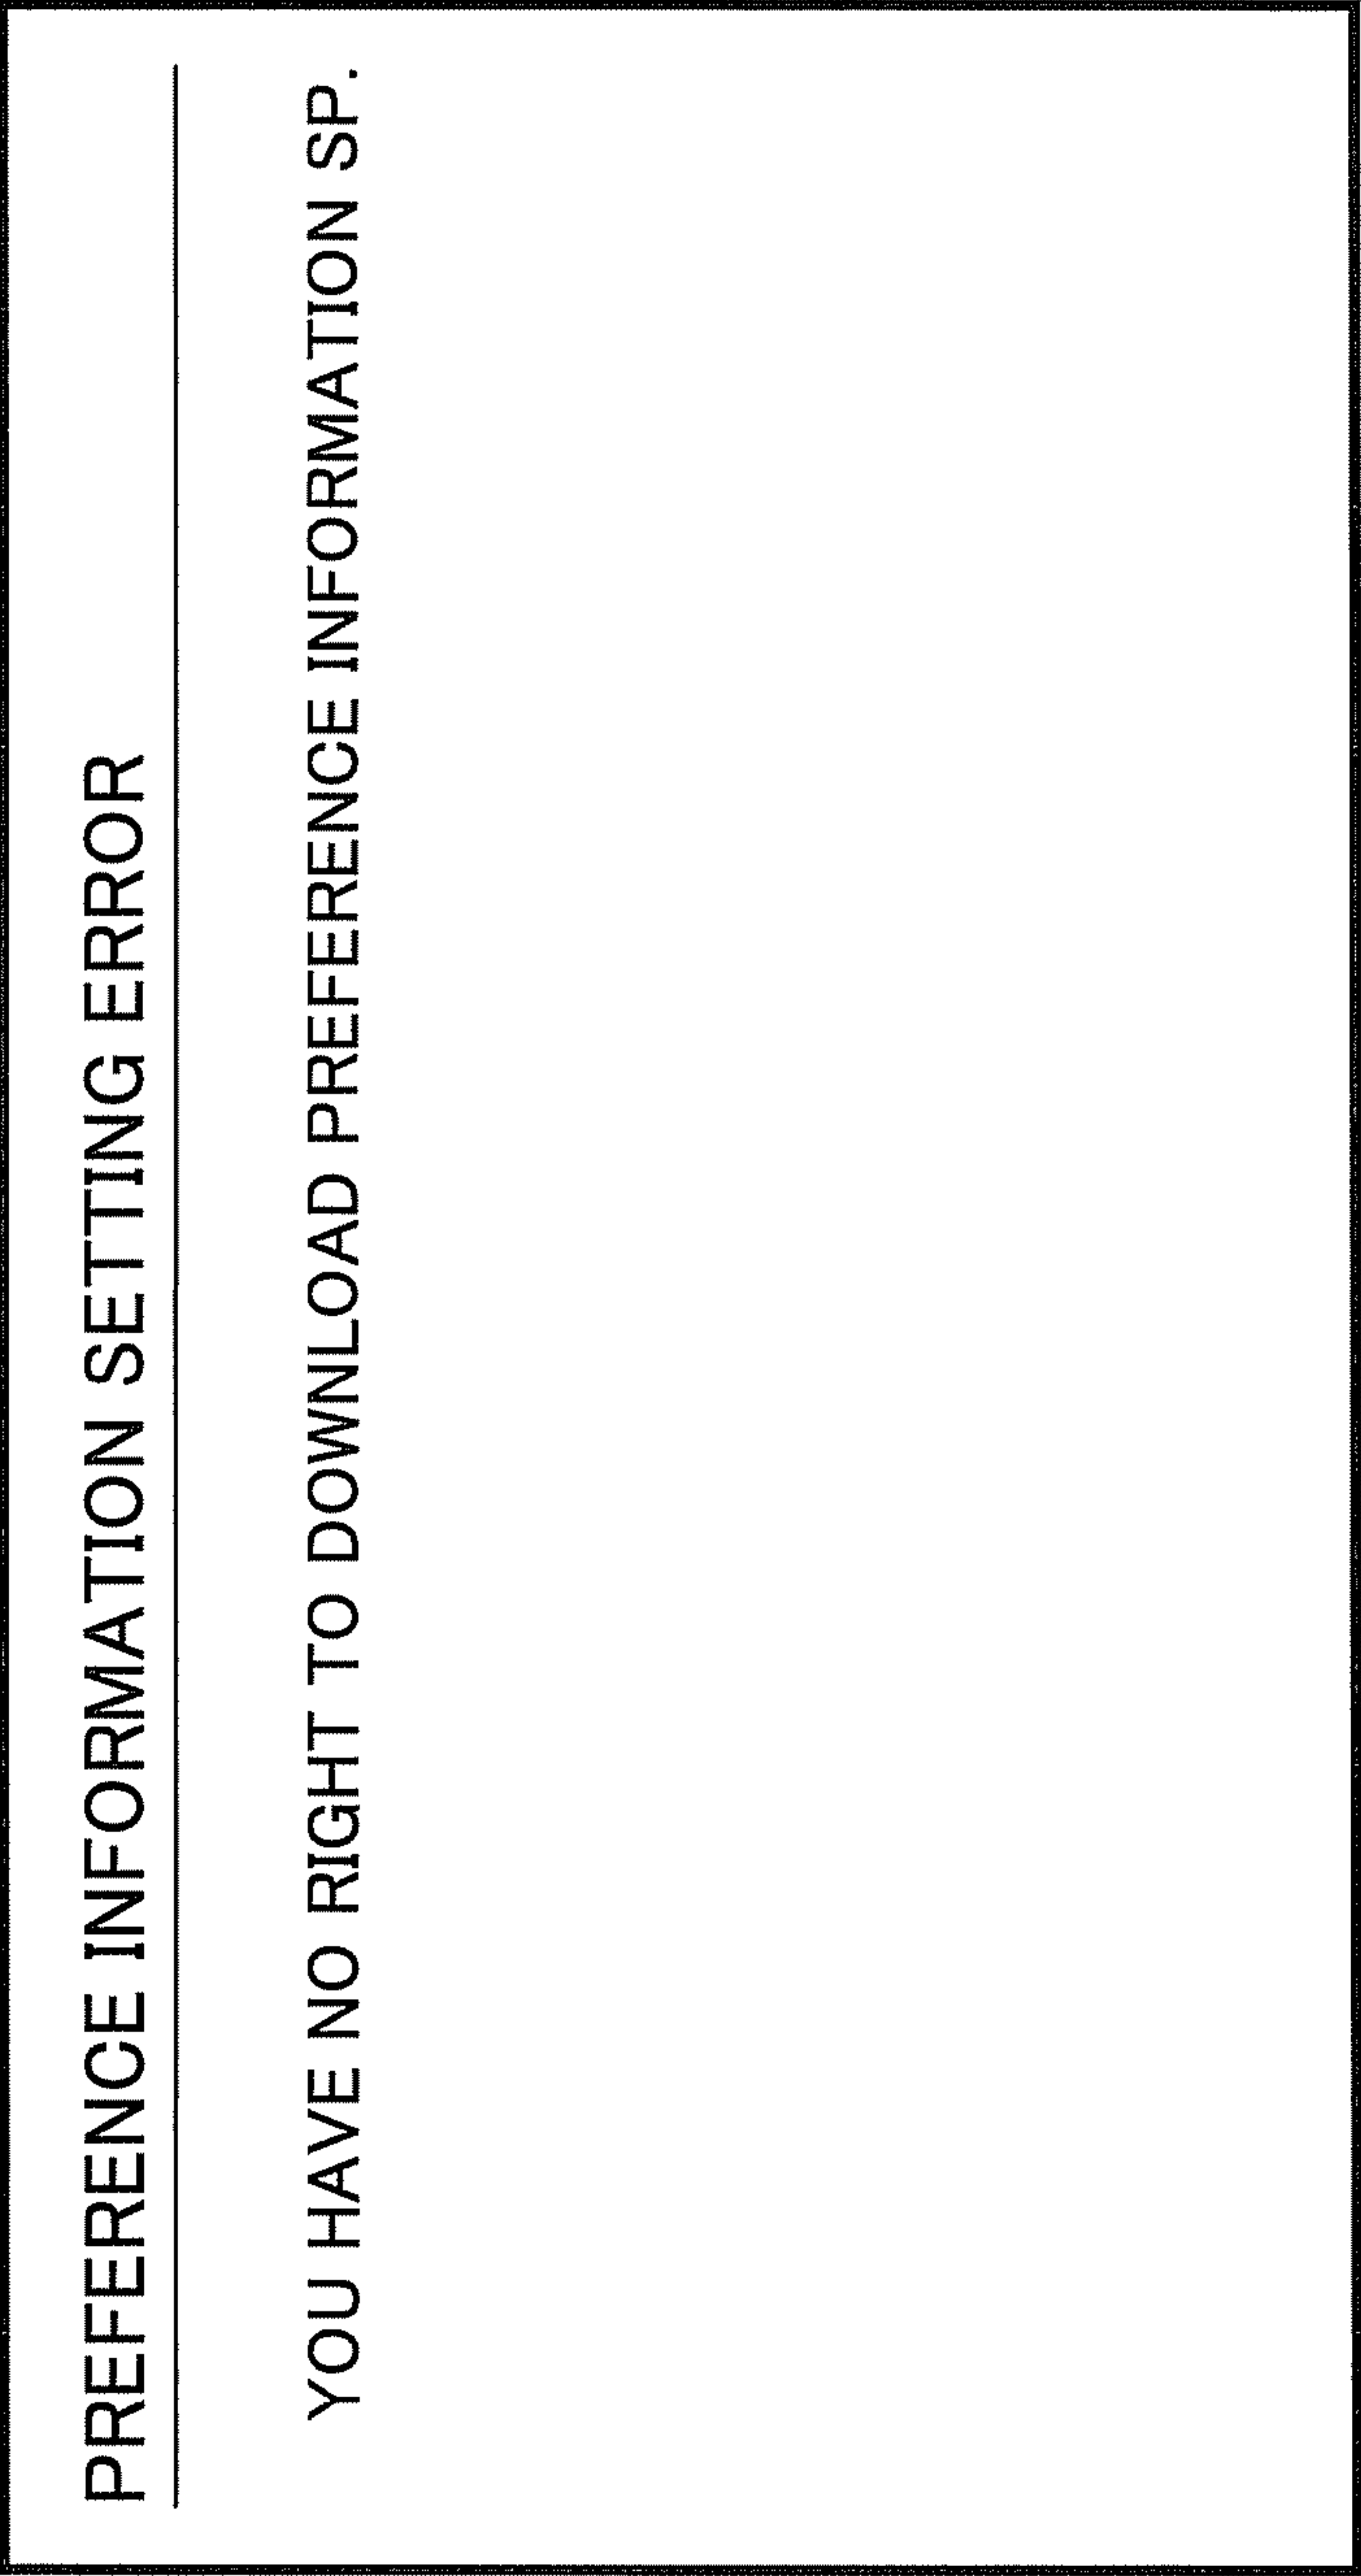 PREFERENCE INFORMATION SETTING ERROR
YOU HAVE NO RIGHT TO DOWNLOAD PREFERENCE INFORMATION SP.